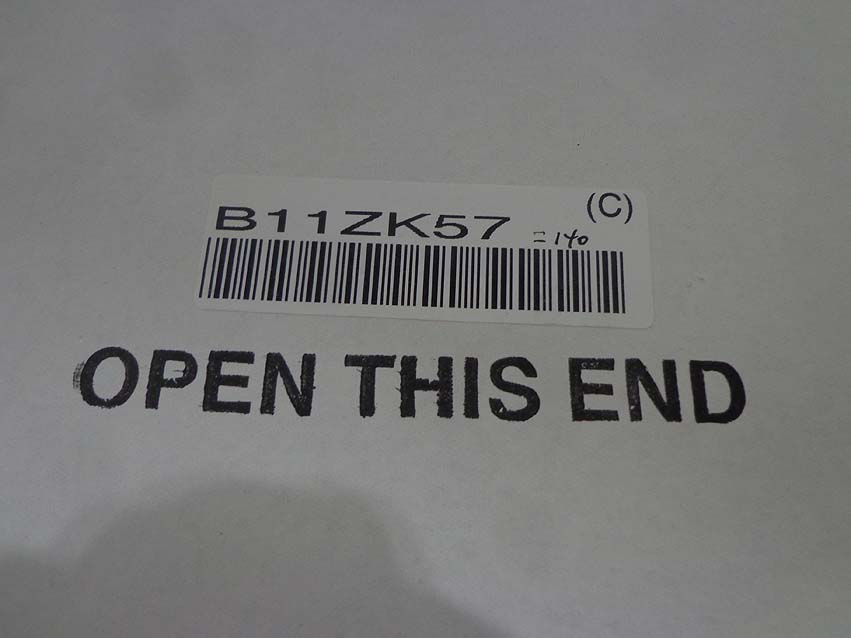 (C)
B11ZK57 =140
OPEN THIS END